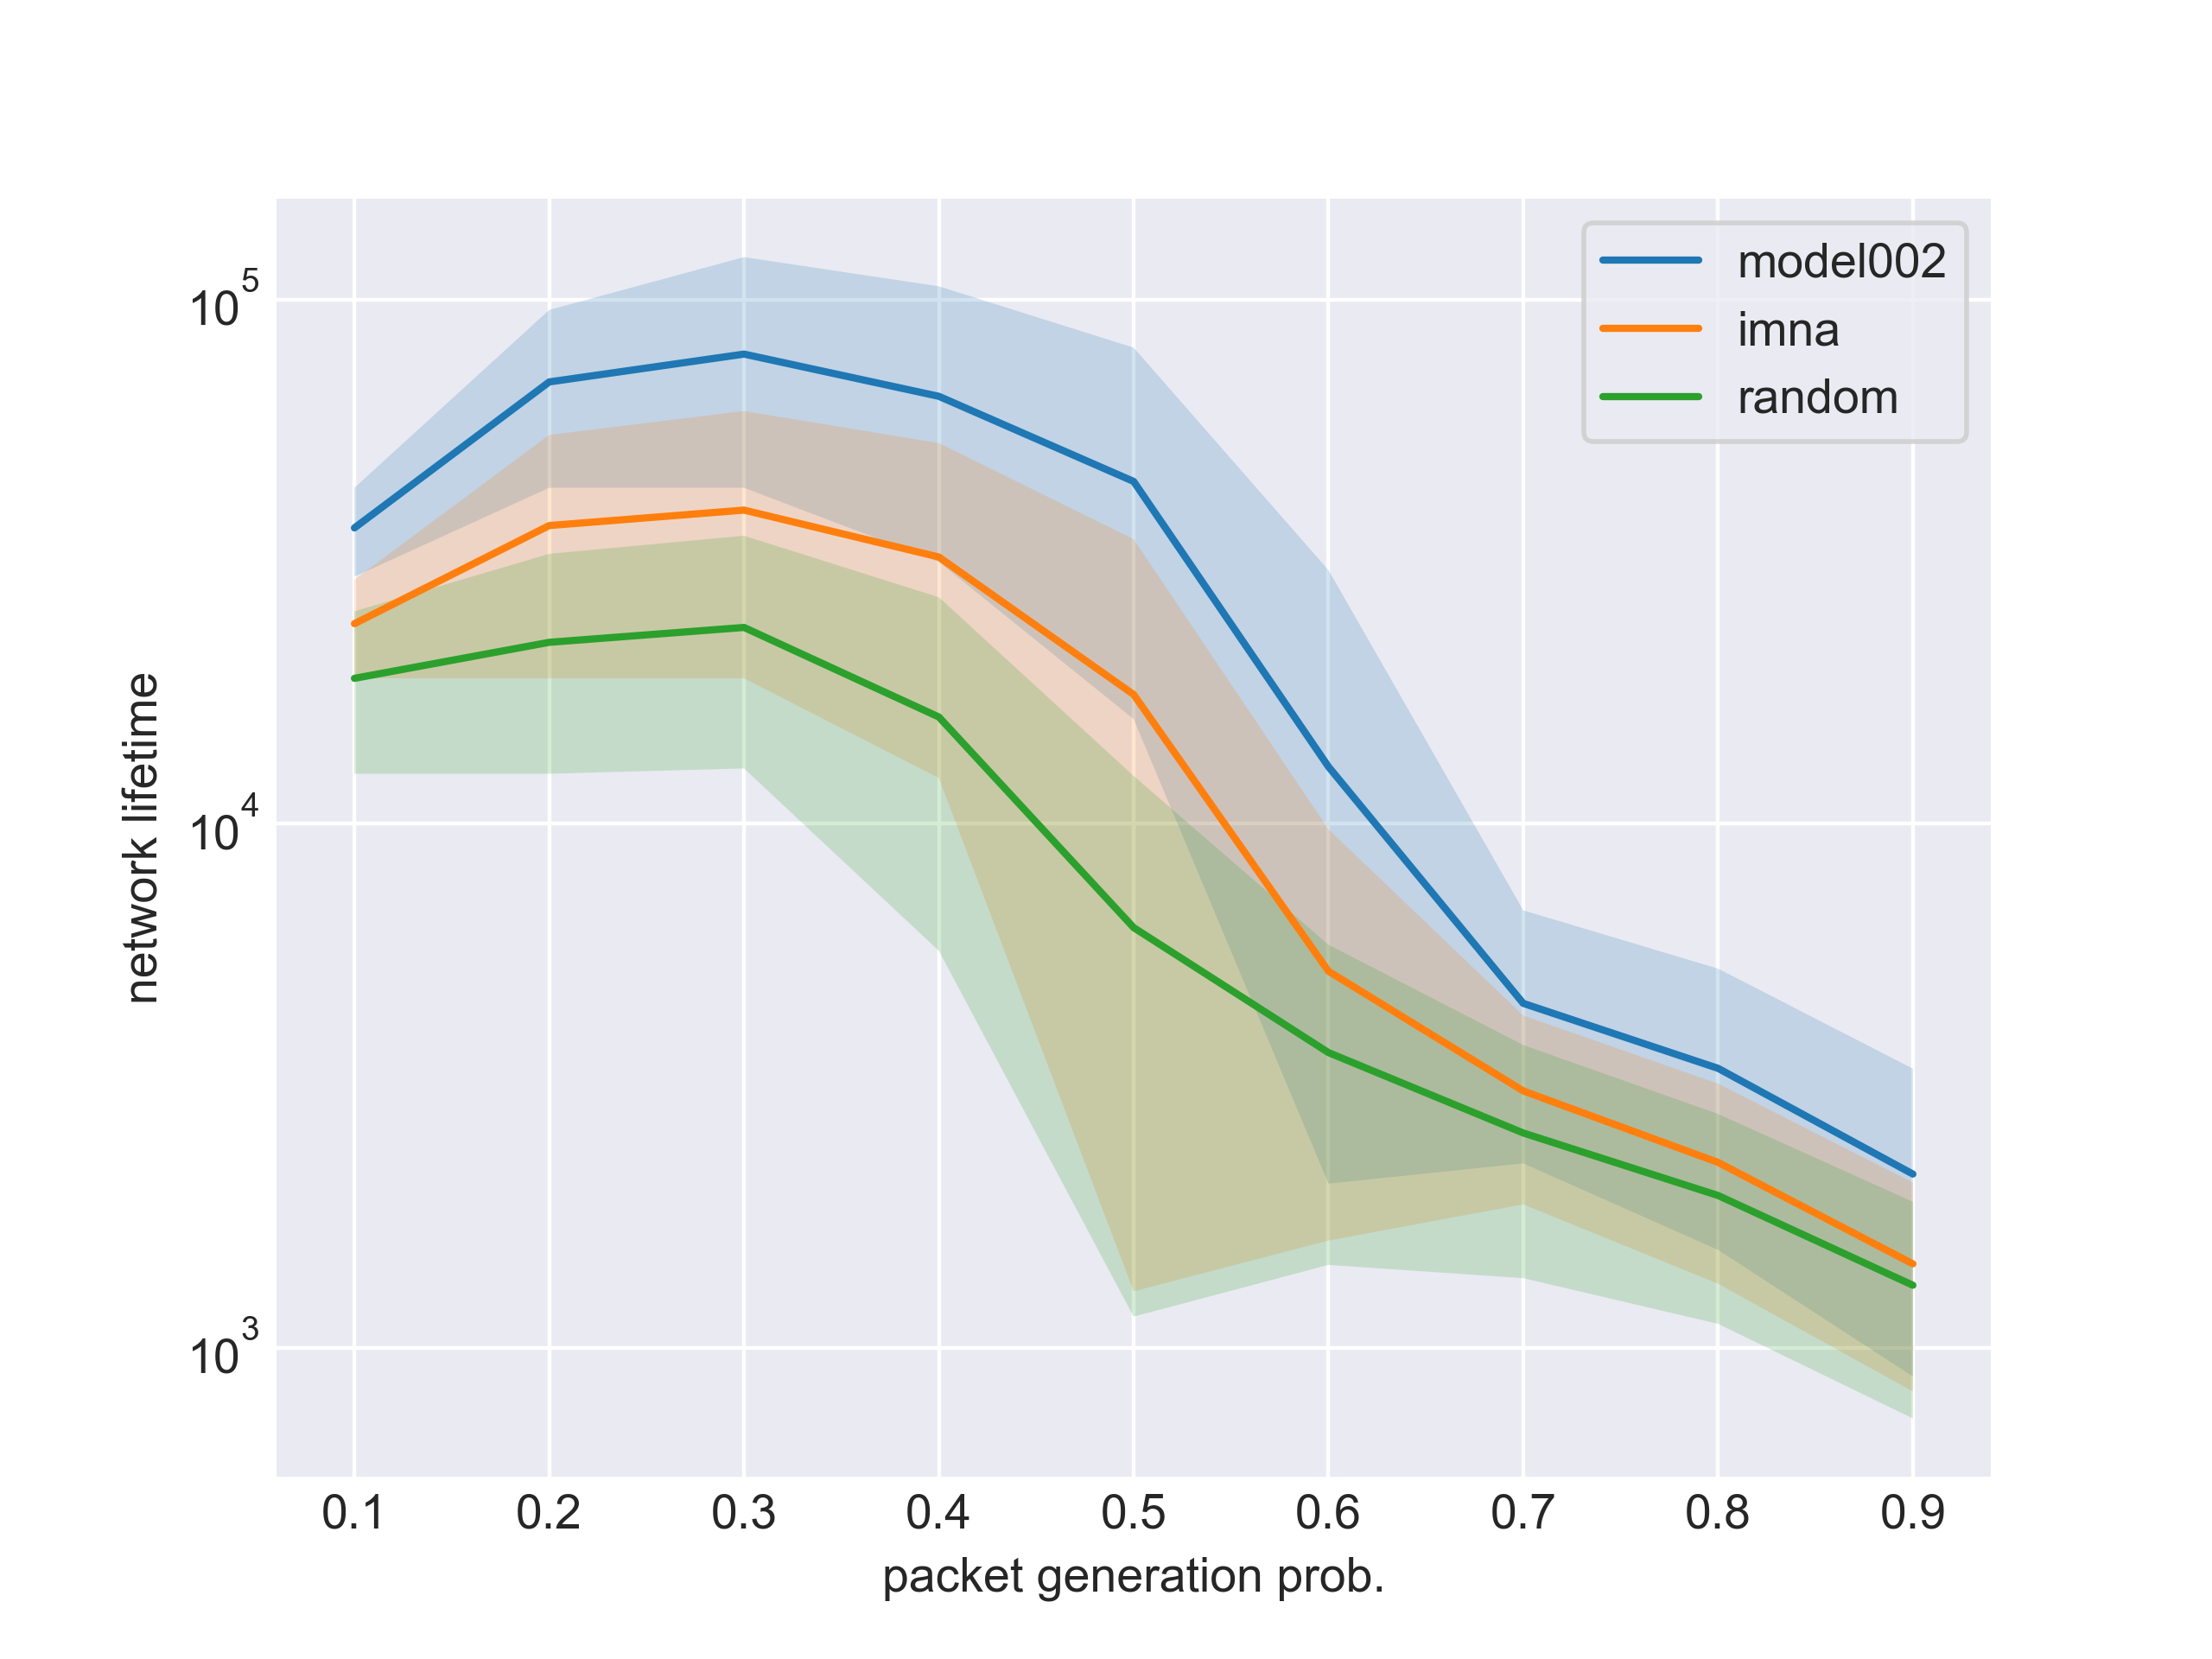 model002
imna
random
10^5
10^4
10^3
network lifetime
0.1 0.2 0.3 0.4 0.5 0.6 0.7 0.8 0.9
packet generation prob.